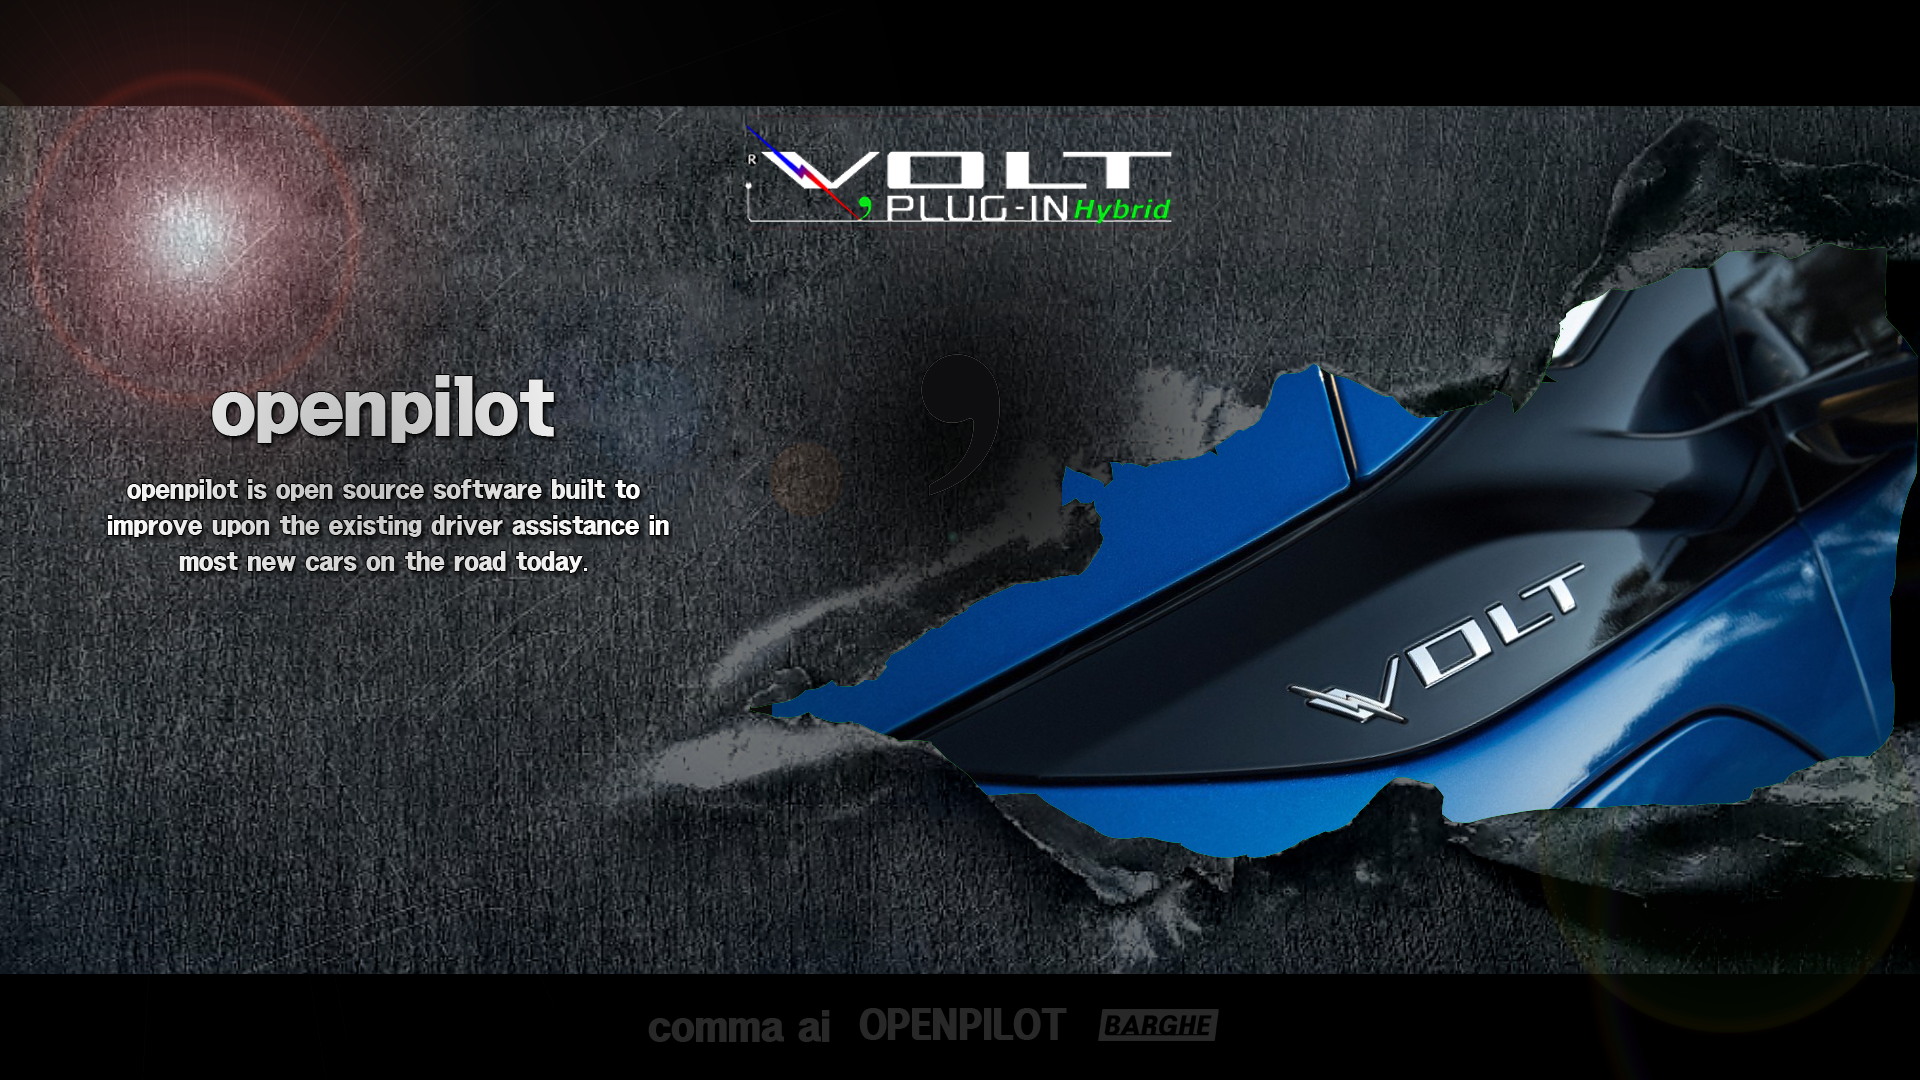 R
VOLT
PLUG-IN Hybrid
,
openpilot
openpilot is open source software built to
improve upon the existing driver assistance in
most new cars on the road today.
VOLT
comma ai OPENPILOT BARGHE